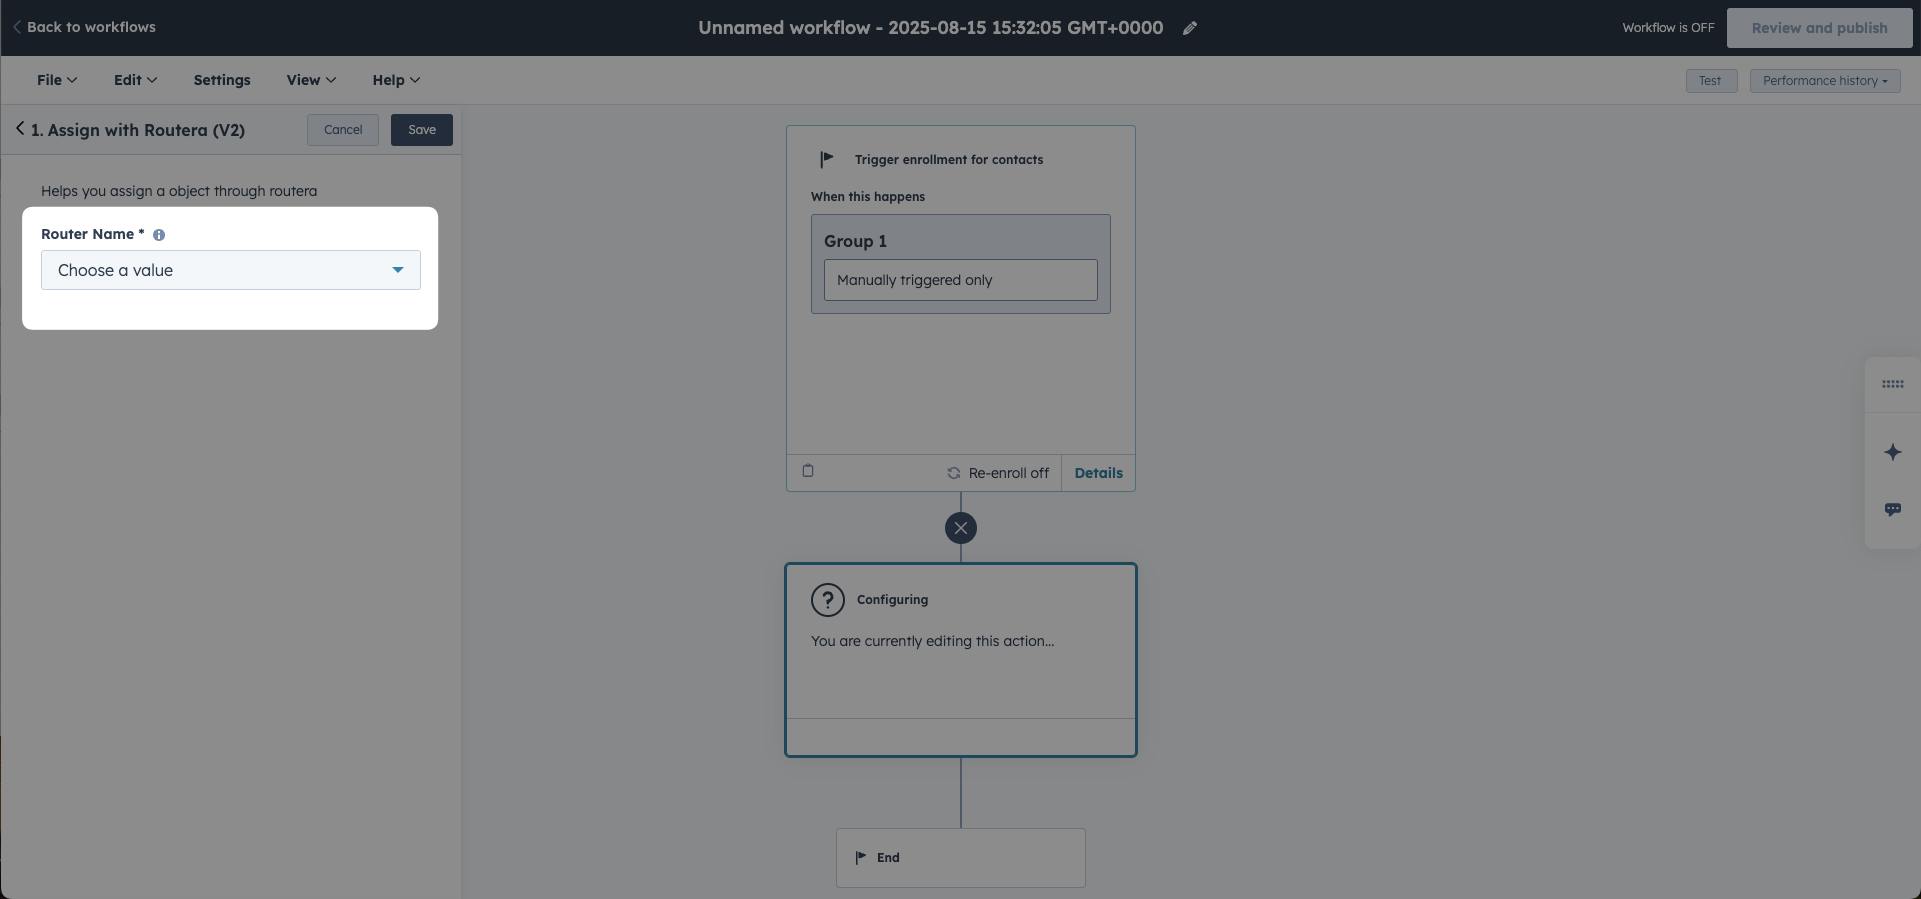 Back to workflows
Unnamed workflow - 2025-08-15 15:32:05 GMT+0000
Workflow is OFF
Review and publish
File
Edit
Settings
View
Help
Test
Performance history
1. Assign with Routera (V2)
Cancel
Save
Helps you assign a object through routera
Router Name *
Choose a value
Trigger enrollment for contacts
When this happens
Group 1
Manually triggered only
Re-enroll off
Details
Configuring
You are currently editing this action...
End